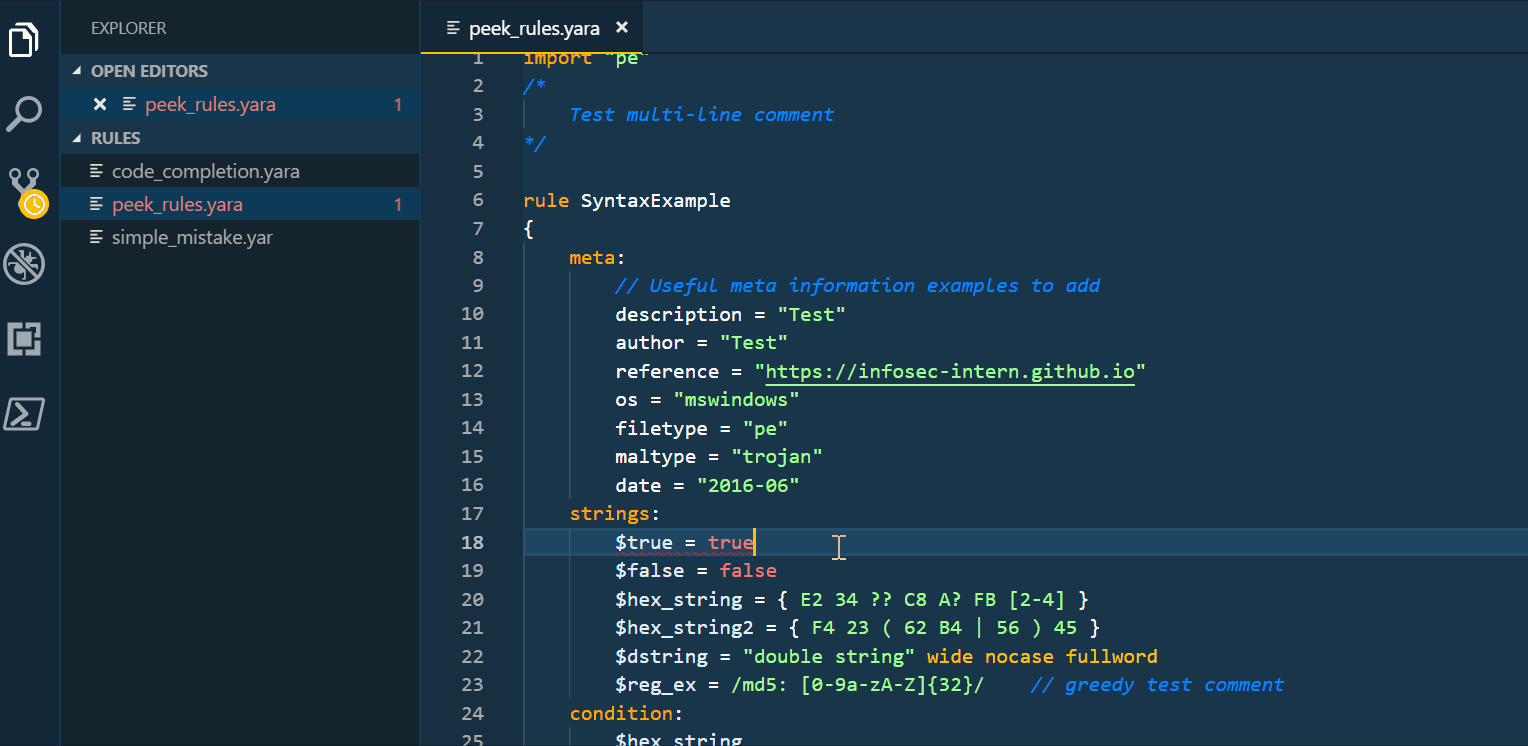 EXPLORER
OPEN EDITORS
peek_rules.yara 1
RULES
code_completion.yara
peek_rules.yara 1
simple_mistake.yar
peek_rules.yara
1 import "pe"
2 /*
3 Test multi-line comment
4 */
5
6 rule SyntaxExample
7 {
8 meta:
9 // Useful meta information examples to add
10 description = "Test"
11 author = "Test"
12 reference = "https://infosec-intern.github.io"
13 os = "mswindows"
14 filetype = "pe"
15 maltype = "trojan"
16 date = "2016-06"
17 strings:
18 $true = true
19 $false = false
20 $hex_string = { E2 34 ?? C8 A? FB [2-4] }
21 $hex_string2 = { F4 23 ( 62 B4 | 56 ) 45 }
22 $dstring = "double string" wide nocase fullword
23 $reg_ex = /md5: [0-9a-zA-Z]{32}/ // greedy test comment
24 condition:
25 $hex_string